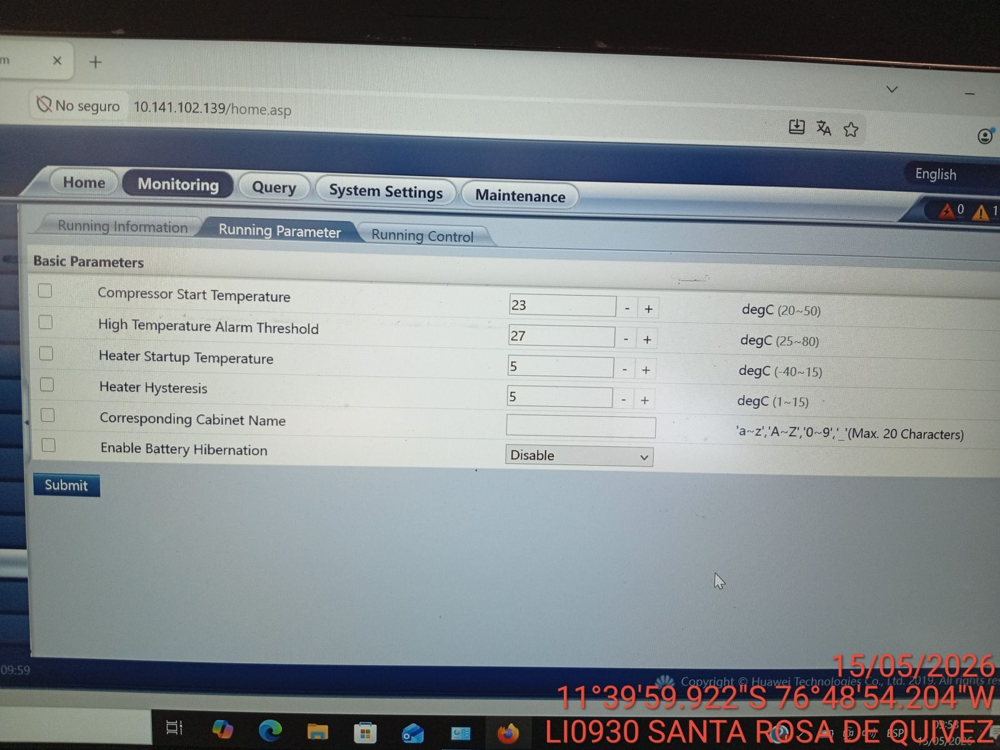 m
No seguro 10.141.102.139/home.asp
English
Home Monitoring Query System Settings Maintenance
0 1
Running Information Running Parameter Running Control
Basic Parameters
Compressor Start Temperature 23 - + degC (20~50)
High Temperature Alarm Threshold 27 - + degC (25~80)
Heater Startup Temperature 5 - + degC (-40~15)
Heater Hysteresis 5 - + degC (1~15)
Corresponding Cabinet Name 'a~z','A~Z','0~9','_'(Max. 20 Characters)
Enable Battery Hibernation Disable
Submit
09:59
Copyright © Huawei Technologies Co., Ltd. 2019. All rights re
15/05/2026
11°39'59.922"S 76°48'54.204"W
LI0930 SANTA ROSA DE QUIVEZ
ESP
15/05/2026